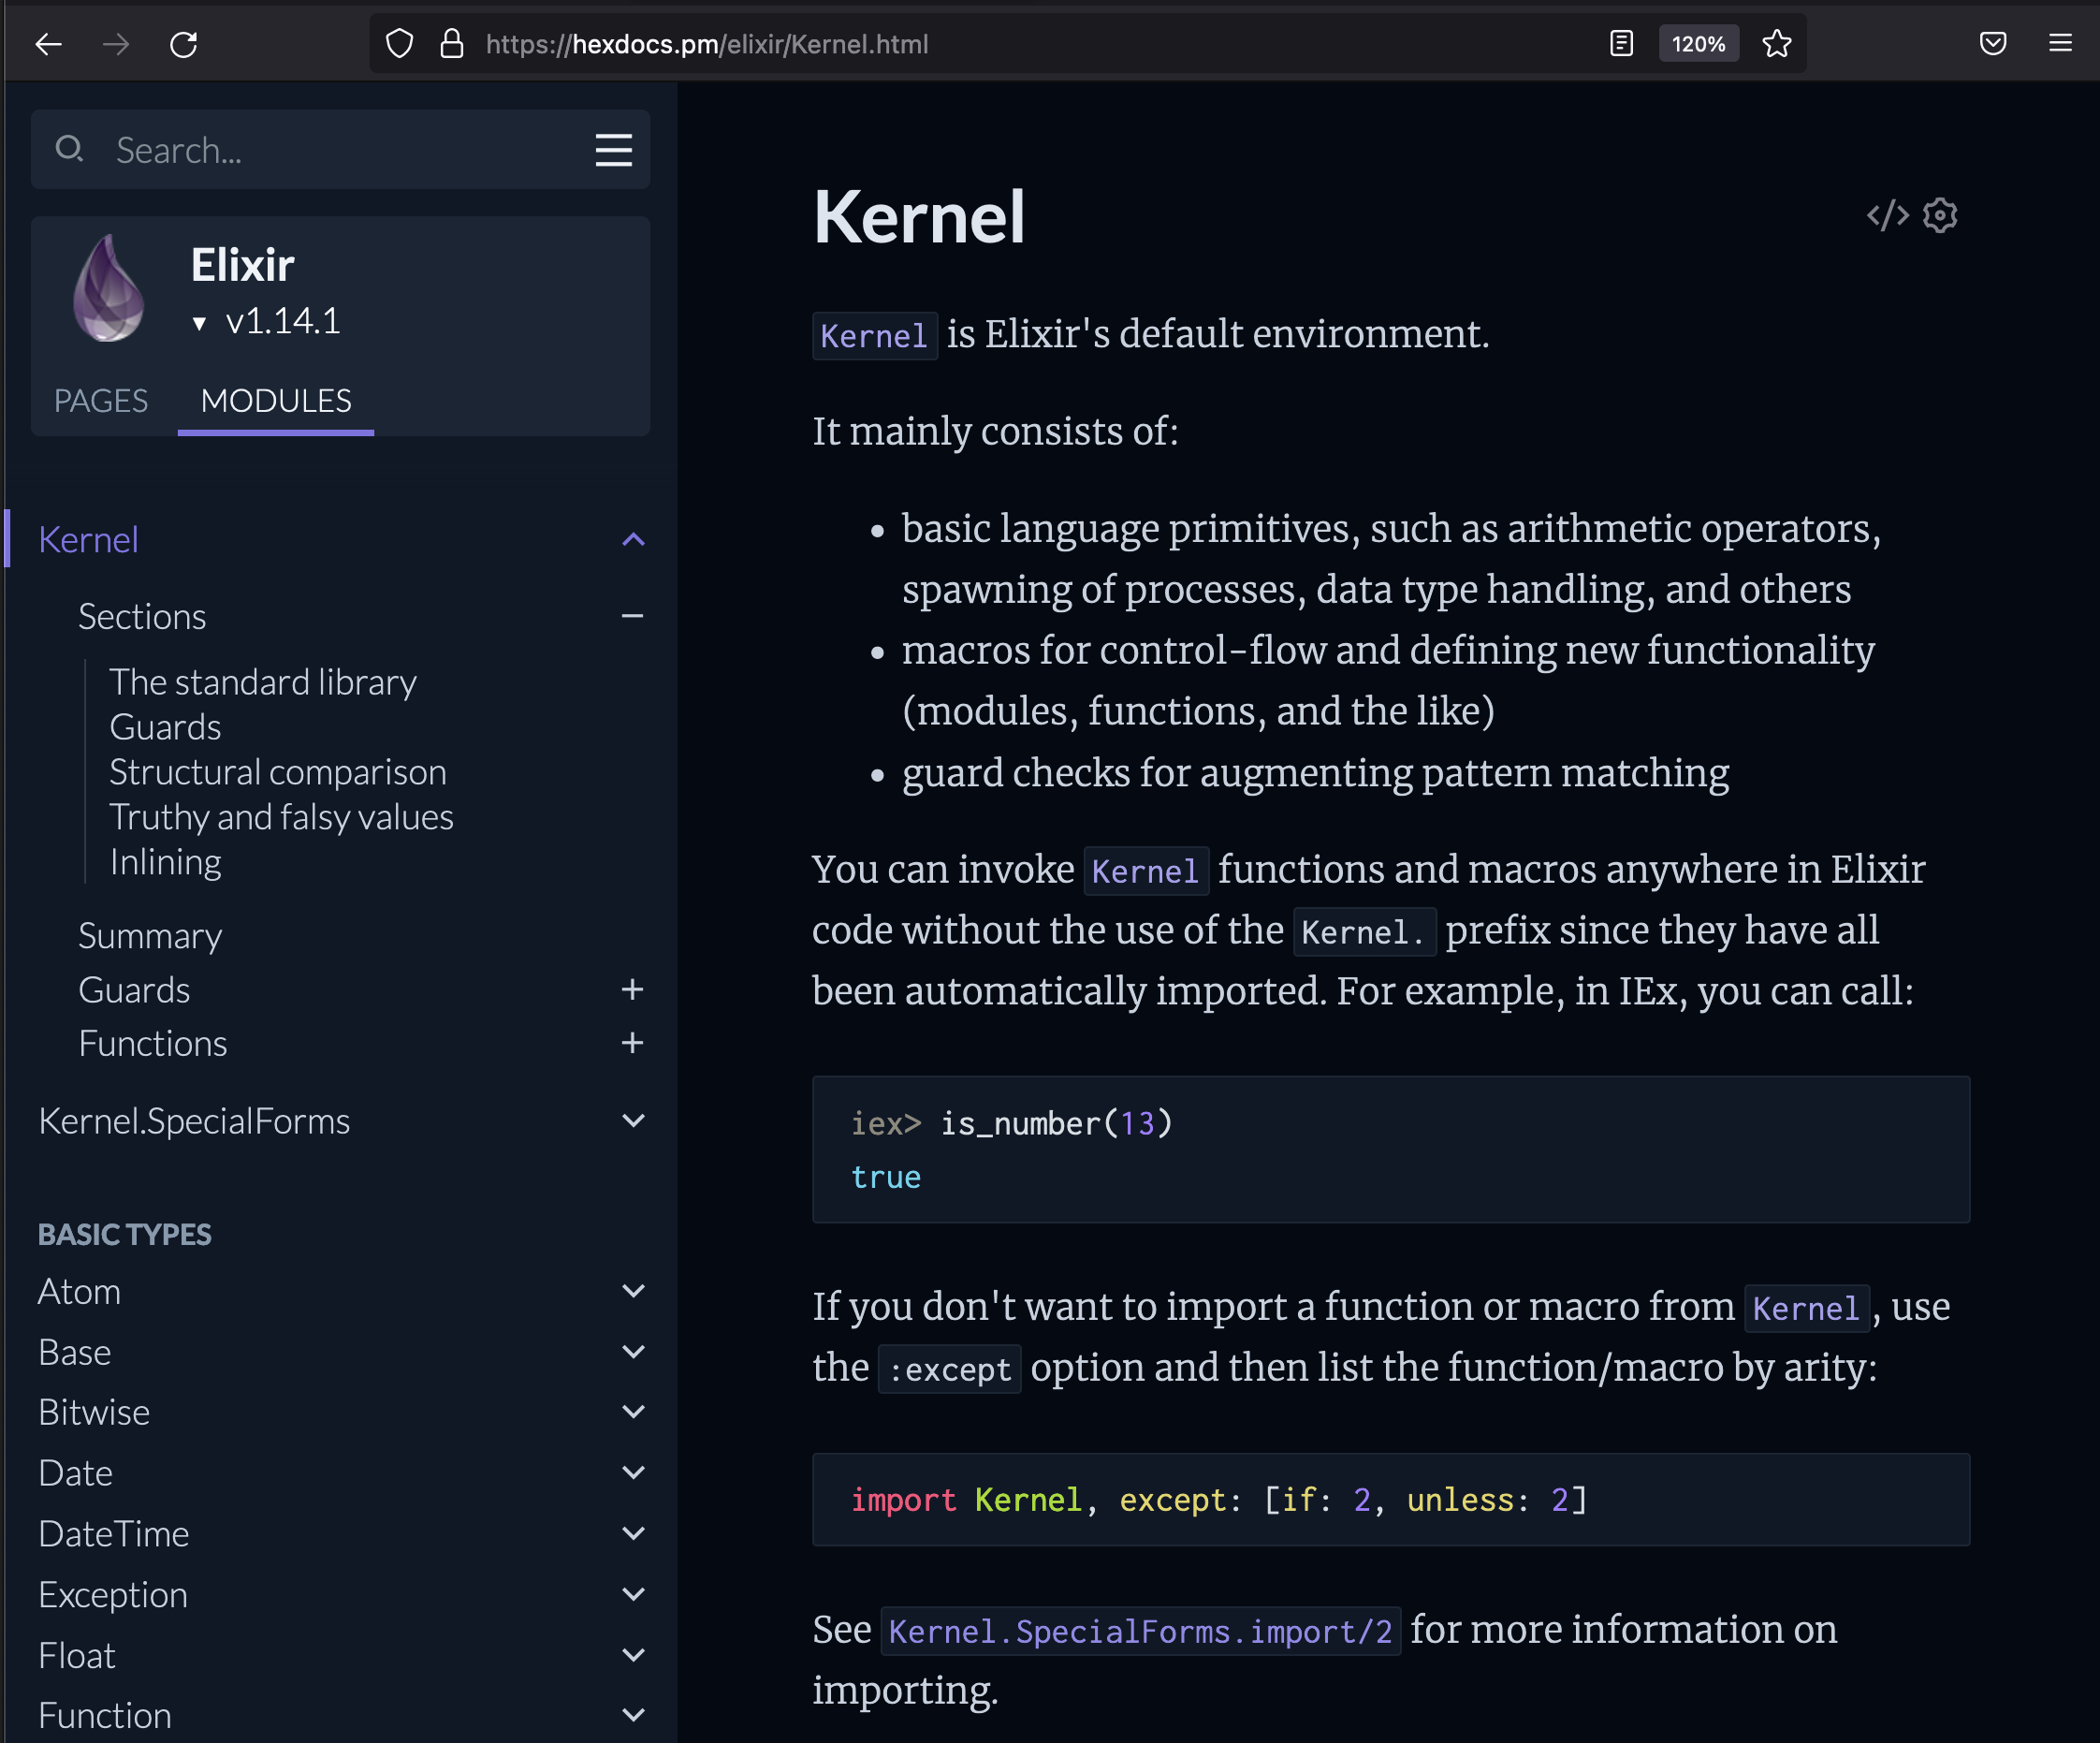 https://hexdocs.pm/elixir/Kernel.html
120%
Search...
Elixir
v1.14.1
PAGES MODULES
Kernel
Sections
The standard library
Guards
Structural comparison
Truthy and falsy values
Inlining
Summary
Guards
Functions
Kernel.SpecialForms
BASIC TYPES
Atom
Base
Bitwise
Date
DateTime
Exception
Float
Function
Kernel
</>
Kernel is Elixir's default environment.
It mainly consists of:
• basic language primitives, such as arithmetic operators,
spawning of processes, data type handling, and others
• macros for control-flow and defining new functionality
(modules, functions, and the like)
• guard checks for augmenting pattern matching
You can invoke Kernel functions and macros anywhere in Elixir
code without the use of the Kernel. prefix since they have all
been automatically imported. For example, in IEx, you can call:
iex> is_number(13)
true
If you don't want to import a function or macro from Kernel, use
the :except option and then list the function/macro by arity:
import Kernel, except: [if: 2, unless: 2]
See Kernel.SpecialForms.import/2 for more information on
importing.